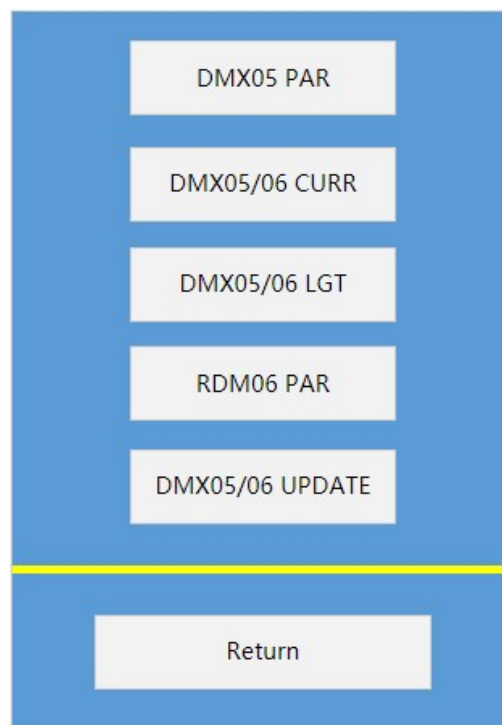 DMX05 PAR
DMX05/06 CURR
DMX05/06 LGT
RDM06 PAR
DMX05/06 UPDATE
Return